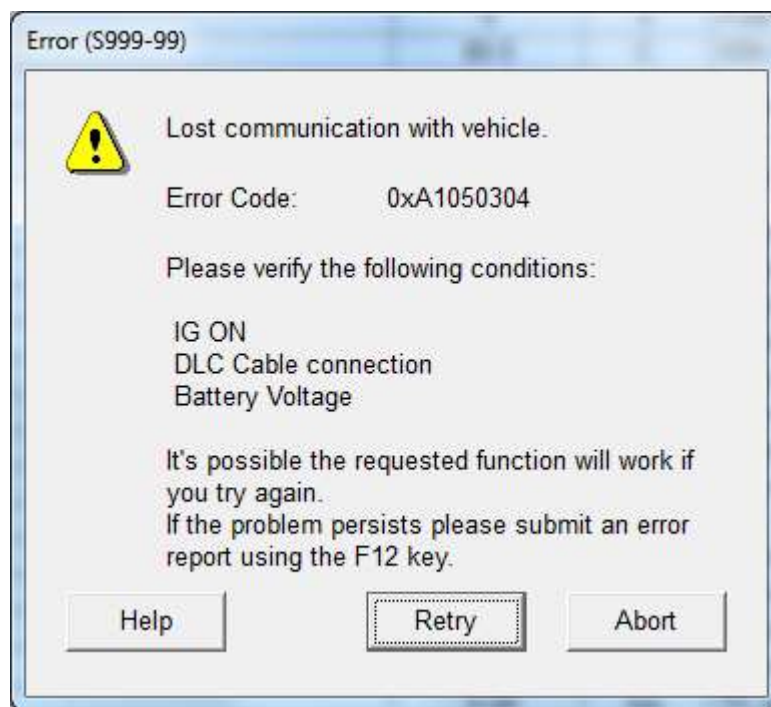 Error (S999-99)
Lost communication with vehicle.
Error Code: 0xA1050304
Please verify the following conditions:
IG ON
DLC Cable connection
Battery Voltage
It's possible the requested function will work if
you try again.
If the problem persists please submit an error
report using the F12 key.
Help Retry Abort